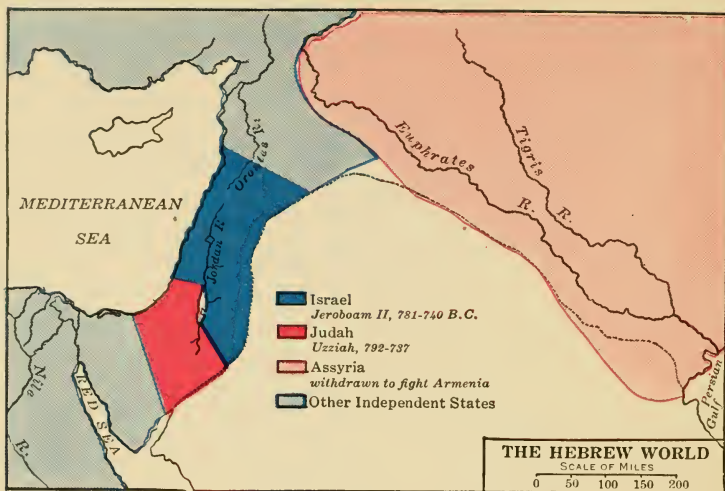 Orontes R.
Euphrates R.
Tigris R.
MEDITERRANEAN
SEA
Jordan R
Israel
Jeroboam II, 781-740 B.C.
Judah
Uzziah, 792-737
Assyria
withdrawn to fight Armenia
Other Independent States
Nile R.
RED SEA
Persian
Gulf
THE HEBREW WORLD
SCALE OF MILES
0 50 100 150 200